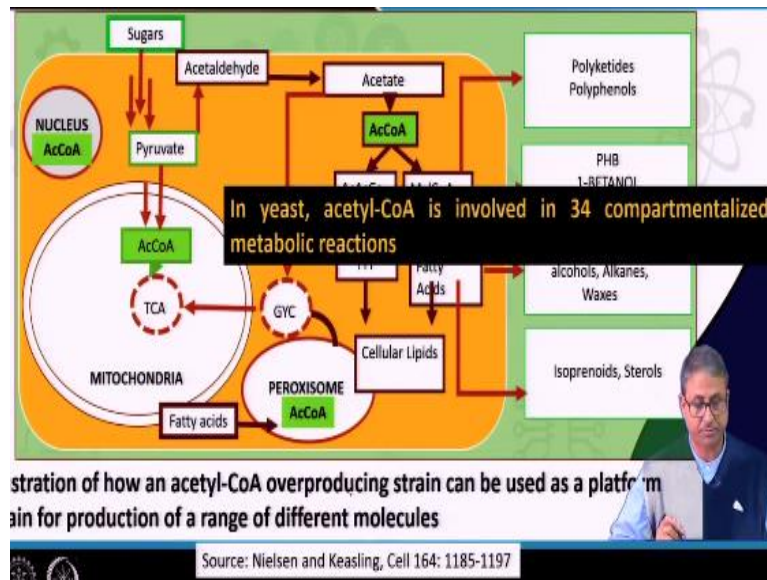 Sugars
Acetaldehyde
Acetate
Polyketides
Polyphenols
NUCLEUS
AcCoA
Pyruvate
AcCoA
PHB
1-BETANOL
In yeast, acetyl-CoA is involved in 34 compartmentalized
metabolic reactions
AcCoA
Fatty
Acids
alcohols, Alkanes,
Waxes
TCA
GYC
Cellular Lipids
MITOCHONDRIA
PEROXISOME
AcCoA
Isoprenoids, Sterols
Fatty acids
stration of how an acetyl-CoA overproducing strain can be used as a platform
ain for production of a range of different molecules
Source: Nielsen and Keasling, Cell 164: 1185-1197